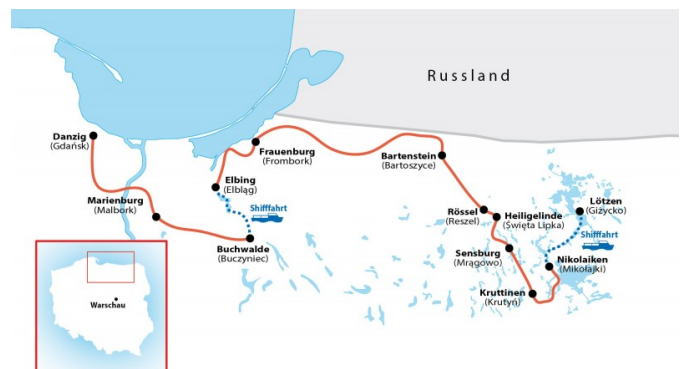 Russland
Danzig
(Gdańsk)
Frauenburg
(Frombork)
Bartenstein
(Bartoszyce)
Elbing
(Elbląg)
Marienburg
(Malbork)
Shifffahrt
Buchwalde
(Buczyniec)
Rössel
(Reszel)
Heiligelinde
(Święta Lipka)
Lötzen
(Giżycko)
Shifffahrt
Sensburg
(Mrągowo)
Nikolaiken
(Mikołajki)
Kruttinen
(Krutyń)
Warschau